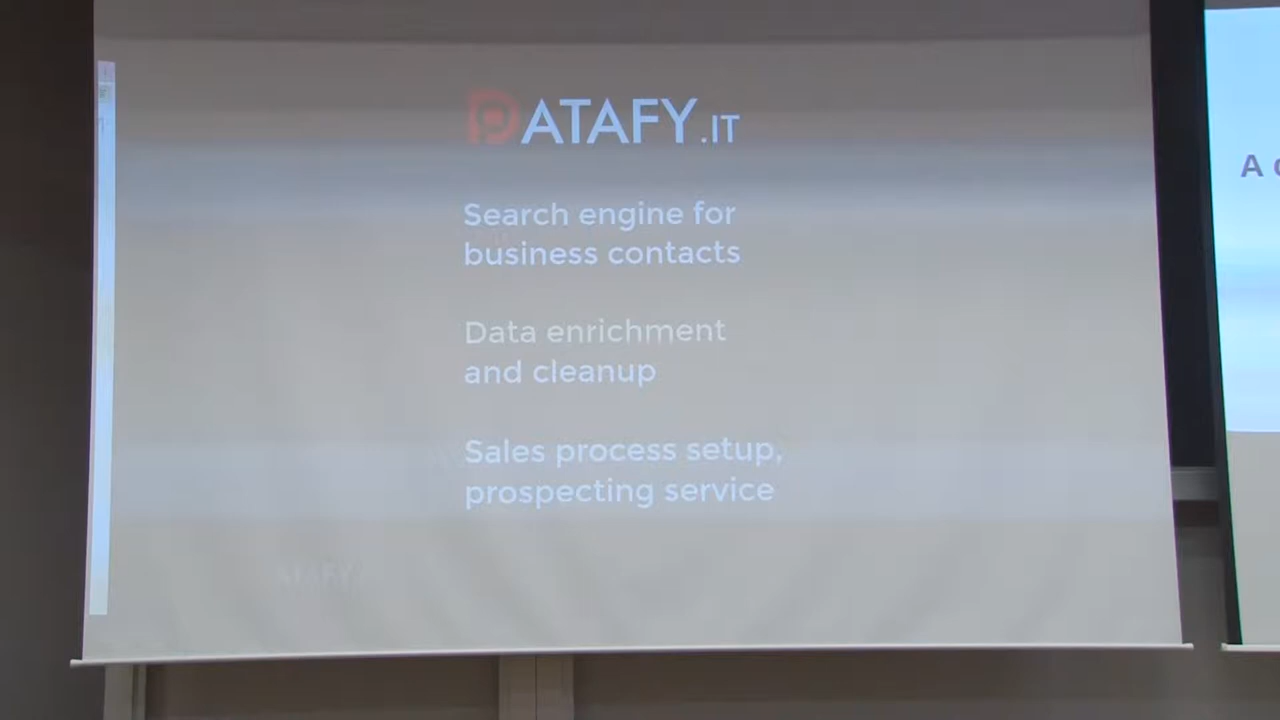 DATAFY.IT
Search engine for
business contacts
Data enrichment
and cleanup
Sales process setup,
prospecting service
A